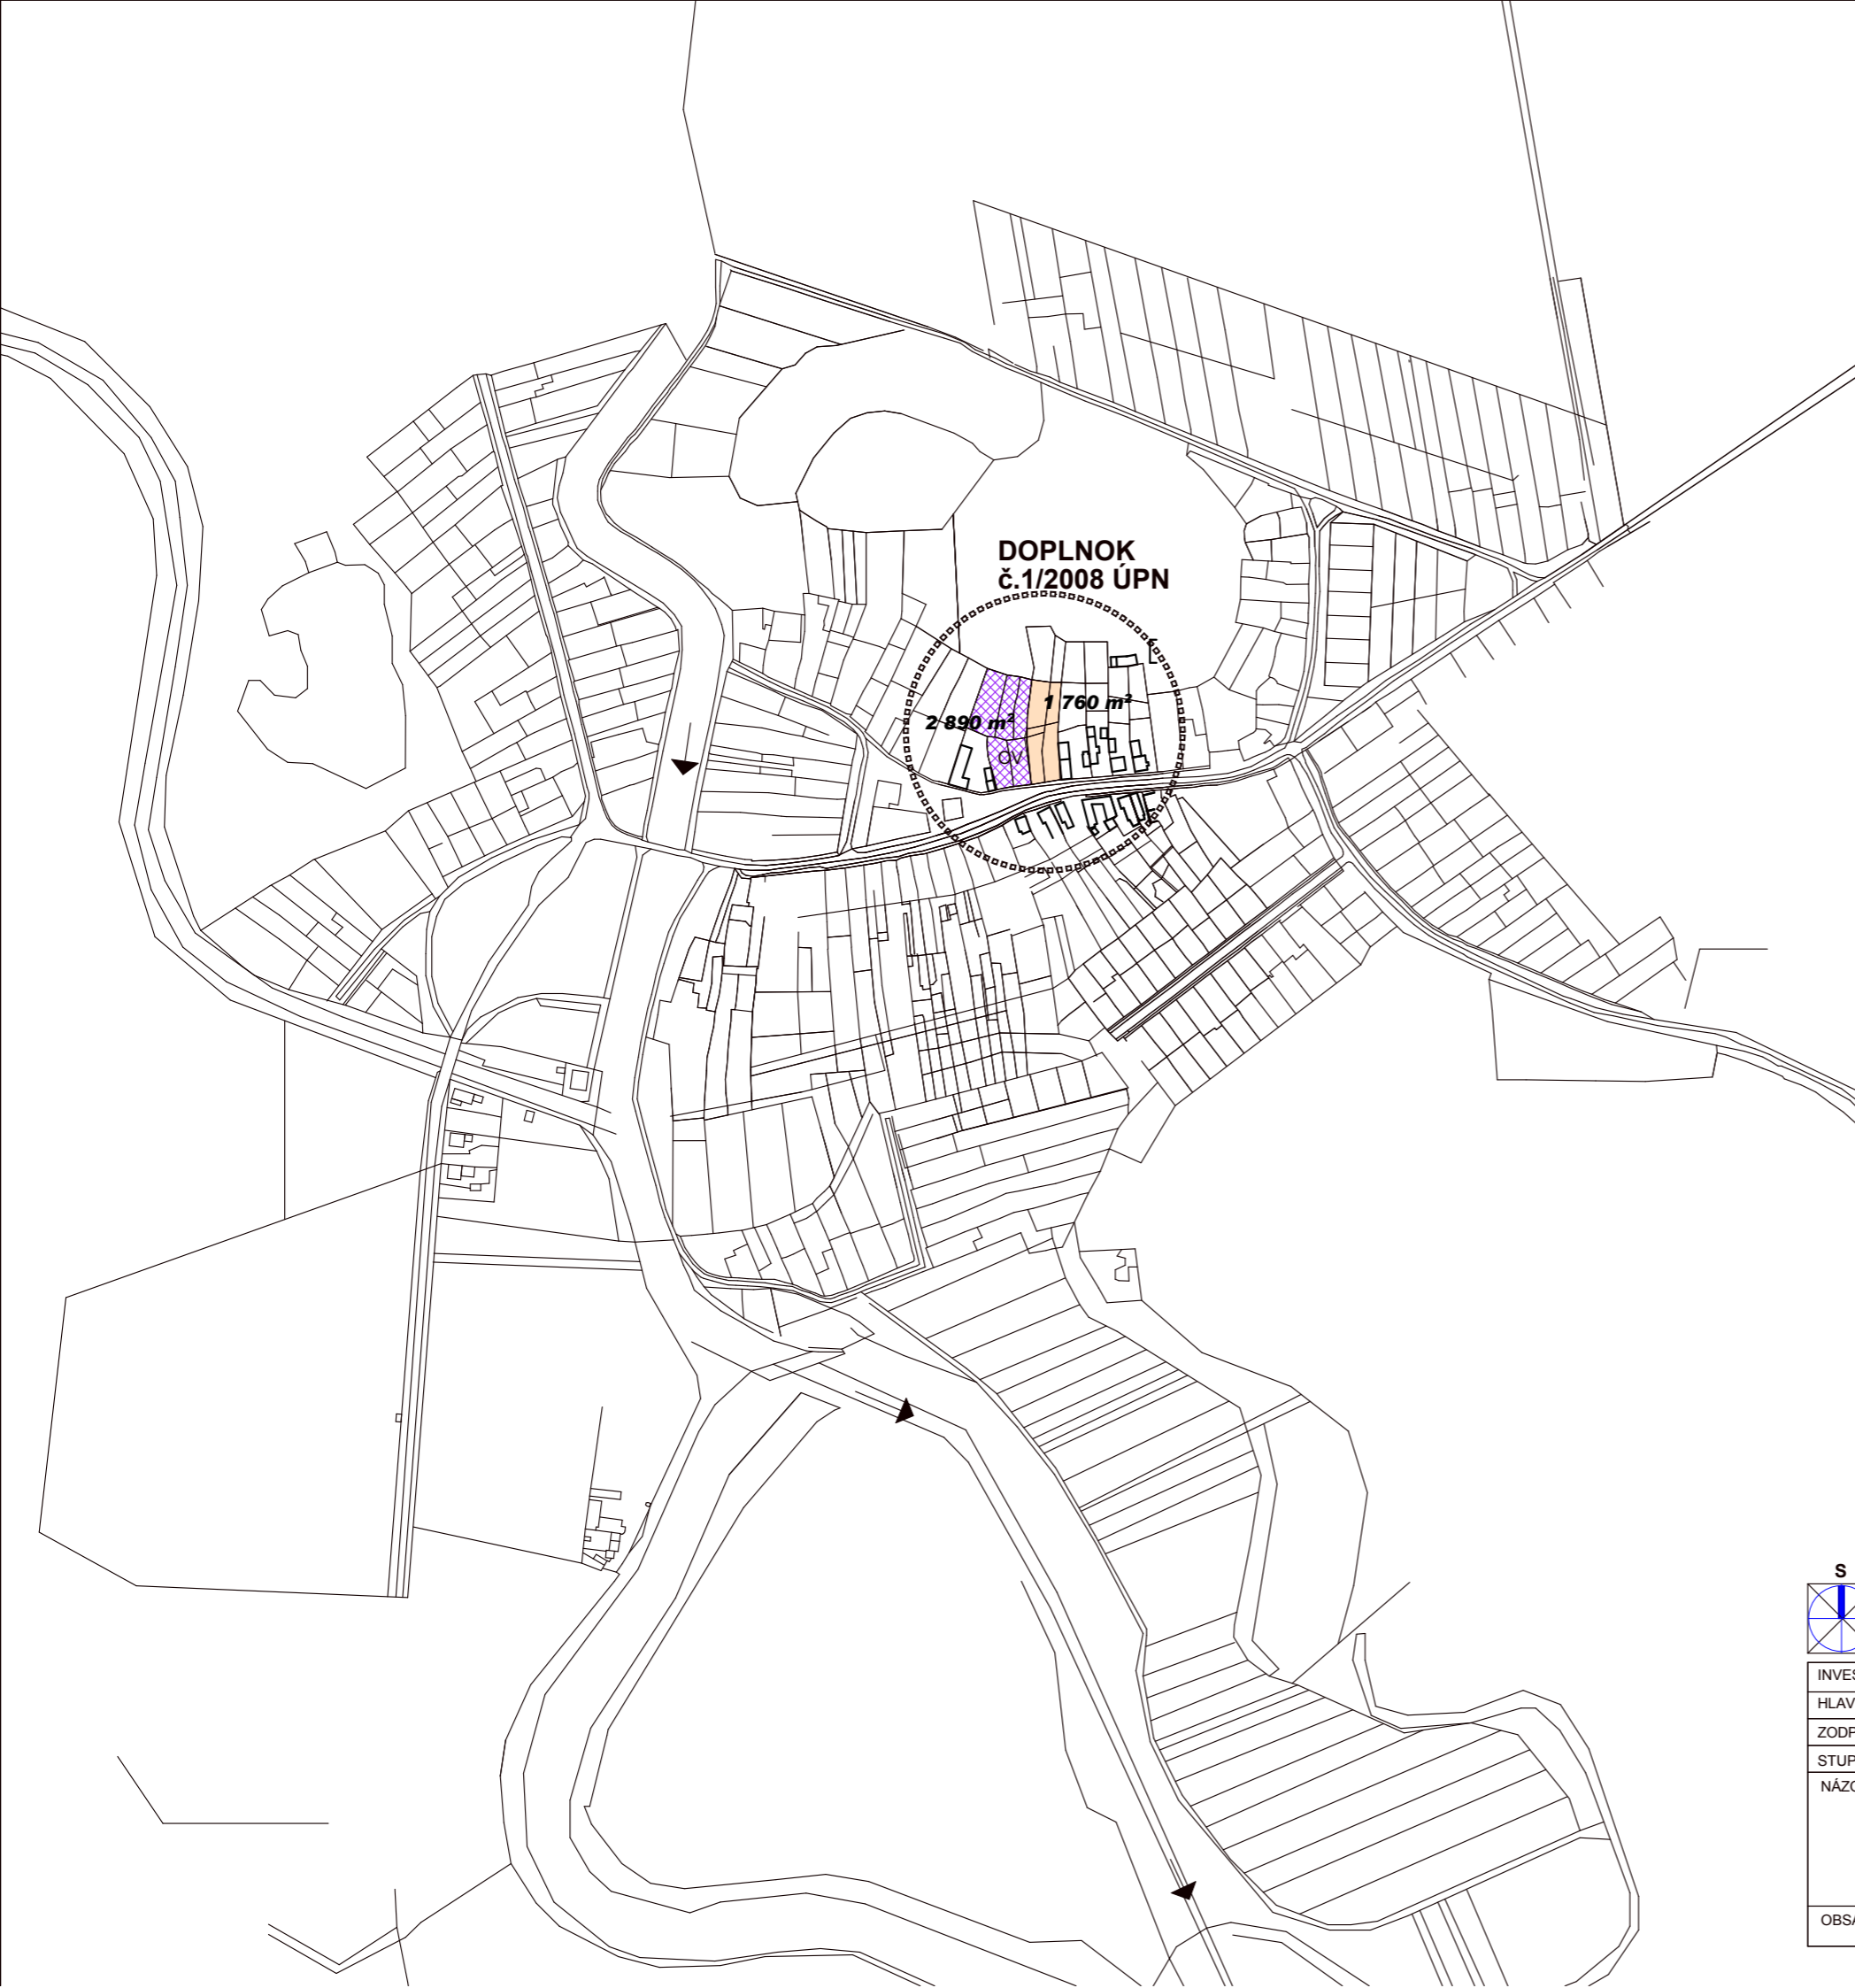 DOPLNOK
č.1/2008 ÚPN
1 760 m²
2 890 m²
OV
S
INVES
HLAV
ZODP
STUP
NÁZO
OBSA